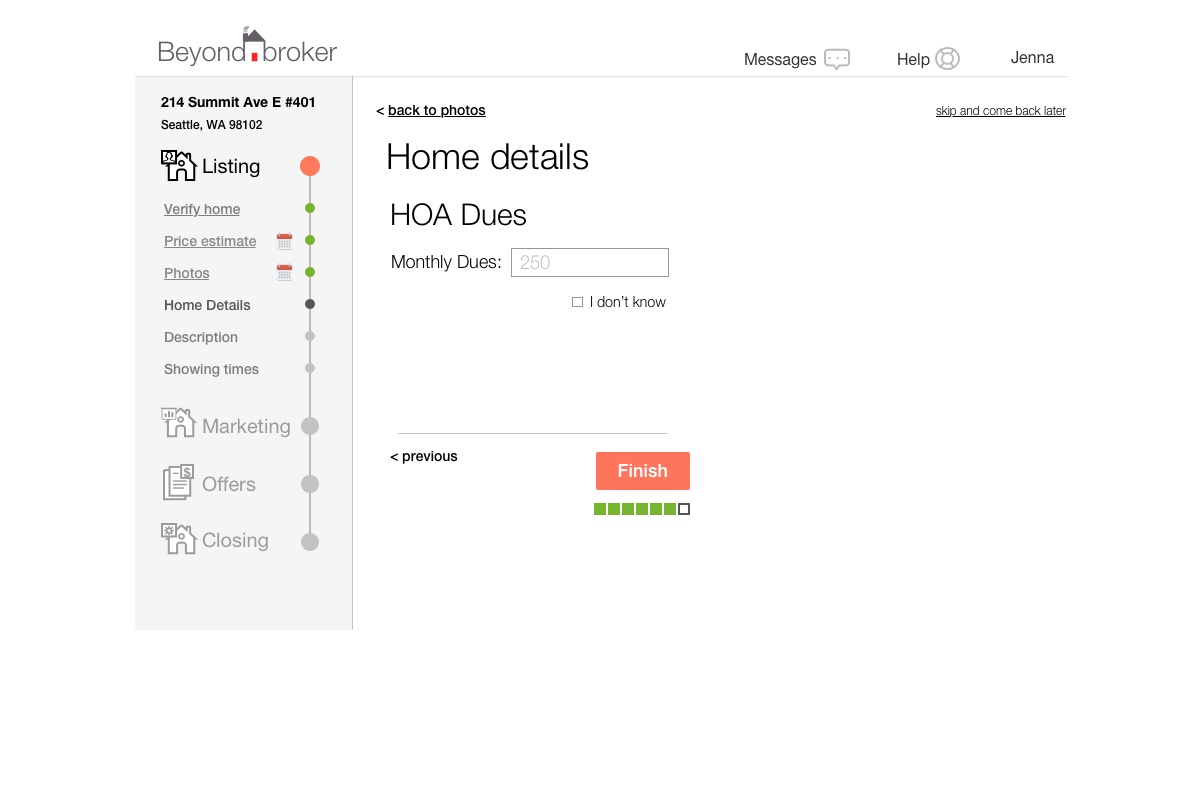 Beyond broker
Messages
Help
Jenna
214 Summit Ave E #401
Seattle, WA 98102
Listing
Verify home
Price estimate
Photos
Home Details
Description
Showing times
Marketing
$
Offers
Closing
< back to photos
skip and come back later
Home details
HOA Dues
Monthly Dues: 250
I don't know
< previous
Finish